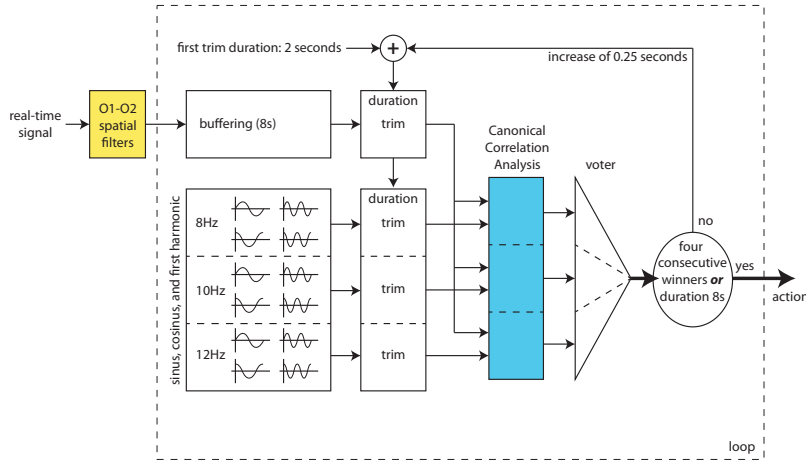 first trim duration: 2 seconds
+
increase of 0.25 seconds
real-time
signal
O1-O2
spatial
filters
buffering (8s)
duration
trim
Canonical
Correlation
Analysis
voter
sinus, cosinus, and first harmonic
8Hz
10Hz
12Hz
duration
trim
trim
trim
no
four
consecutive
winners or
duration 8s
yes
action
loop